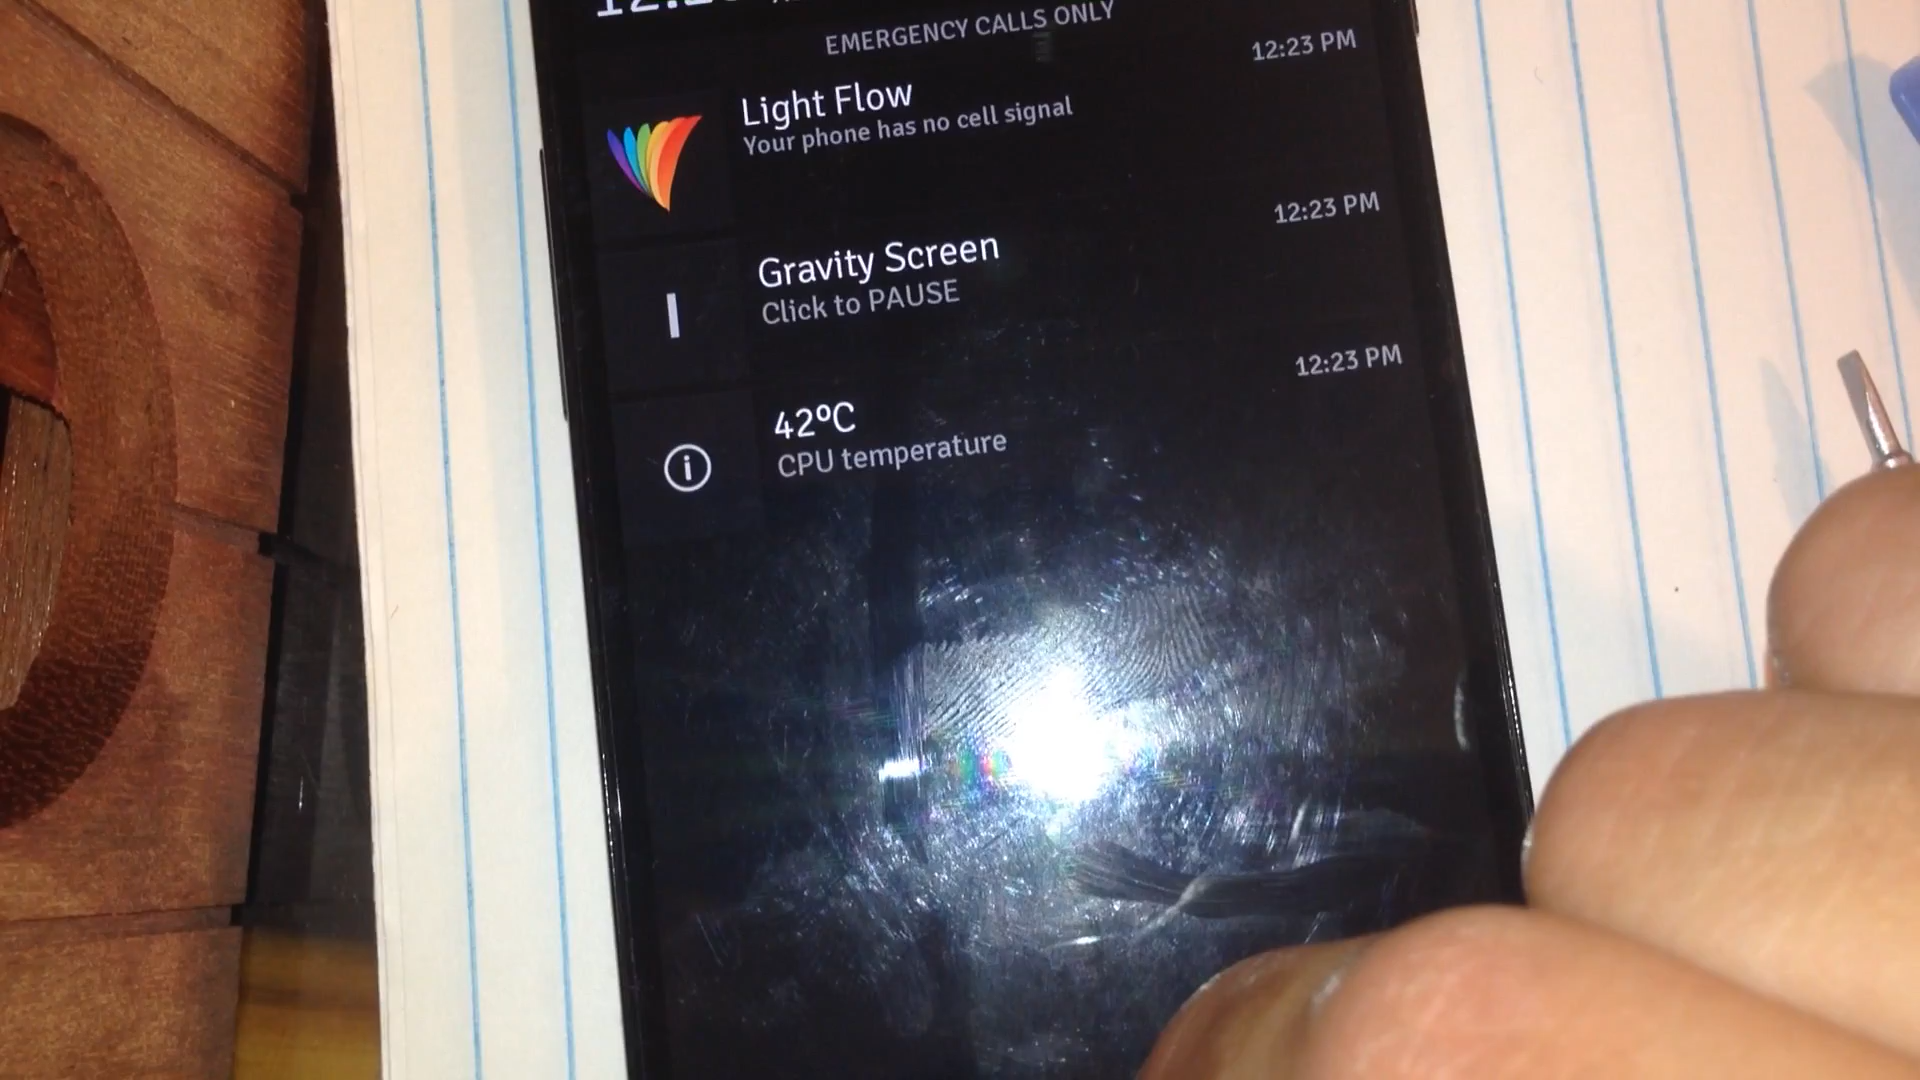 EMERGENCY CALLS ONLY
12:23 PM
Light Flow
Your phone has no cell signal
12:23 PM
Gravity Screen
Click to PAUSE
12:23 PM
42ºC
CPU temperature